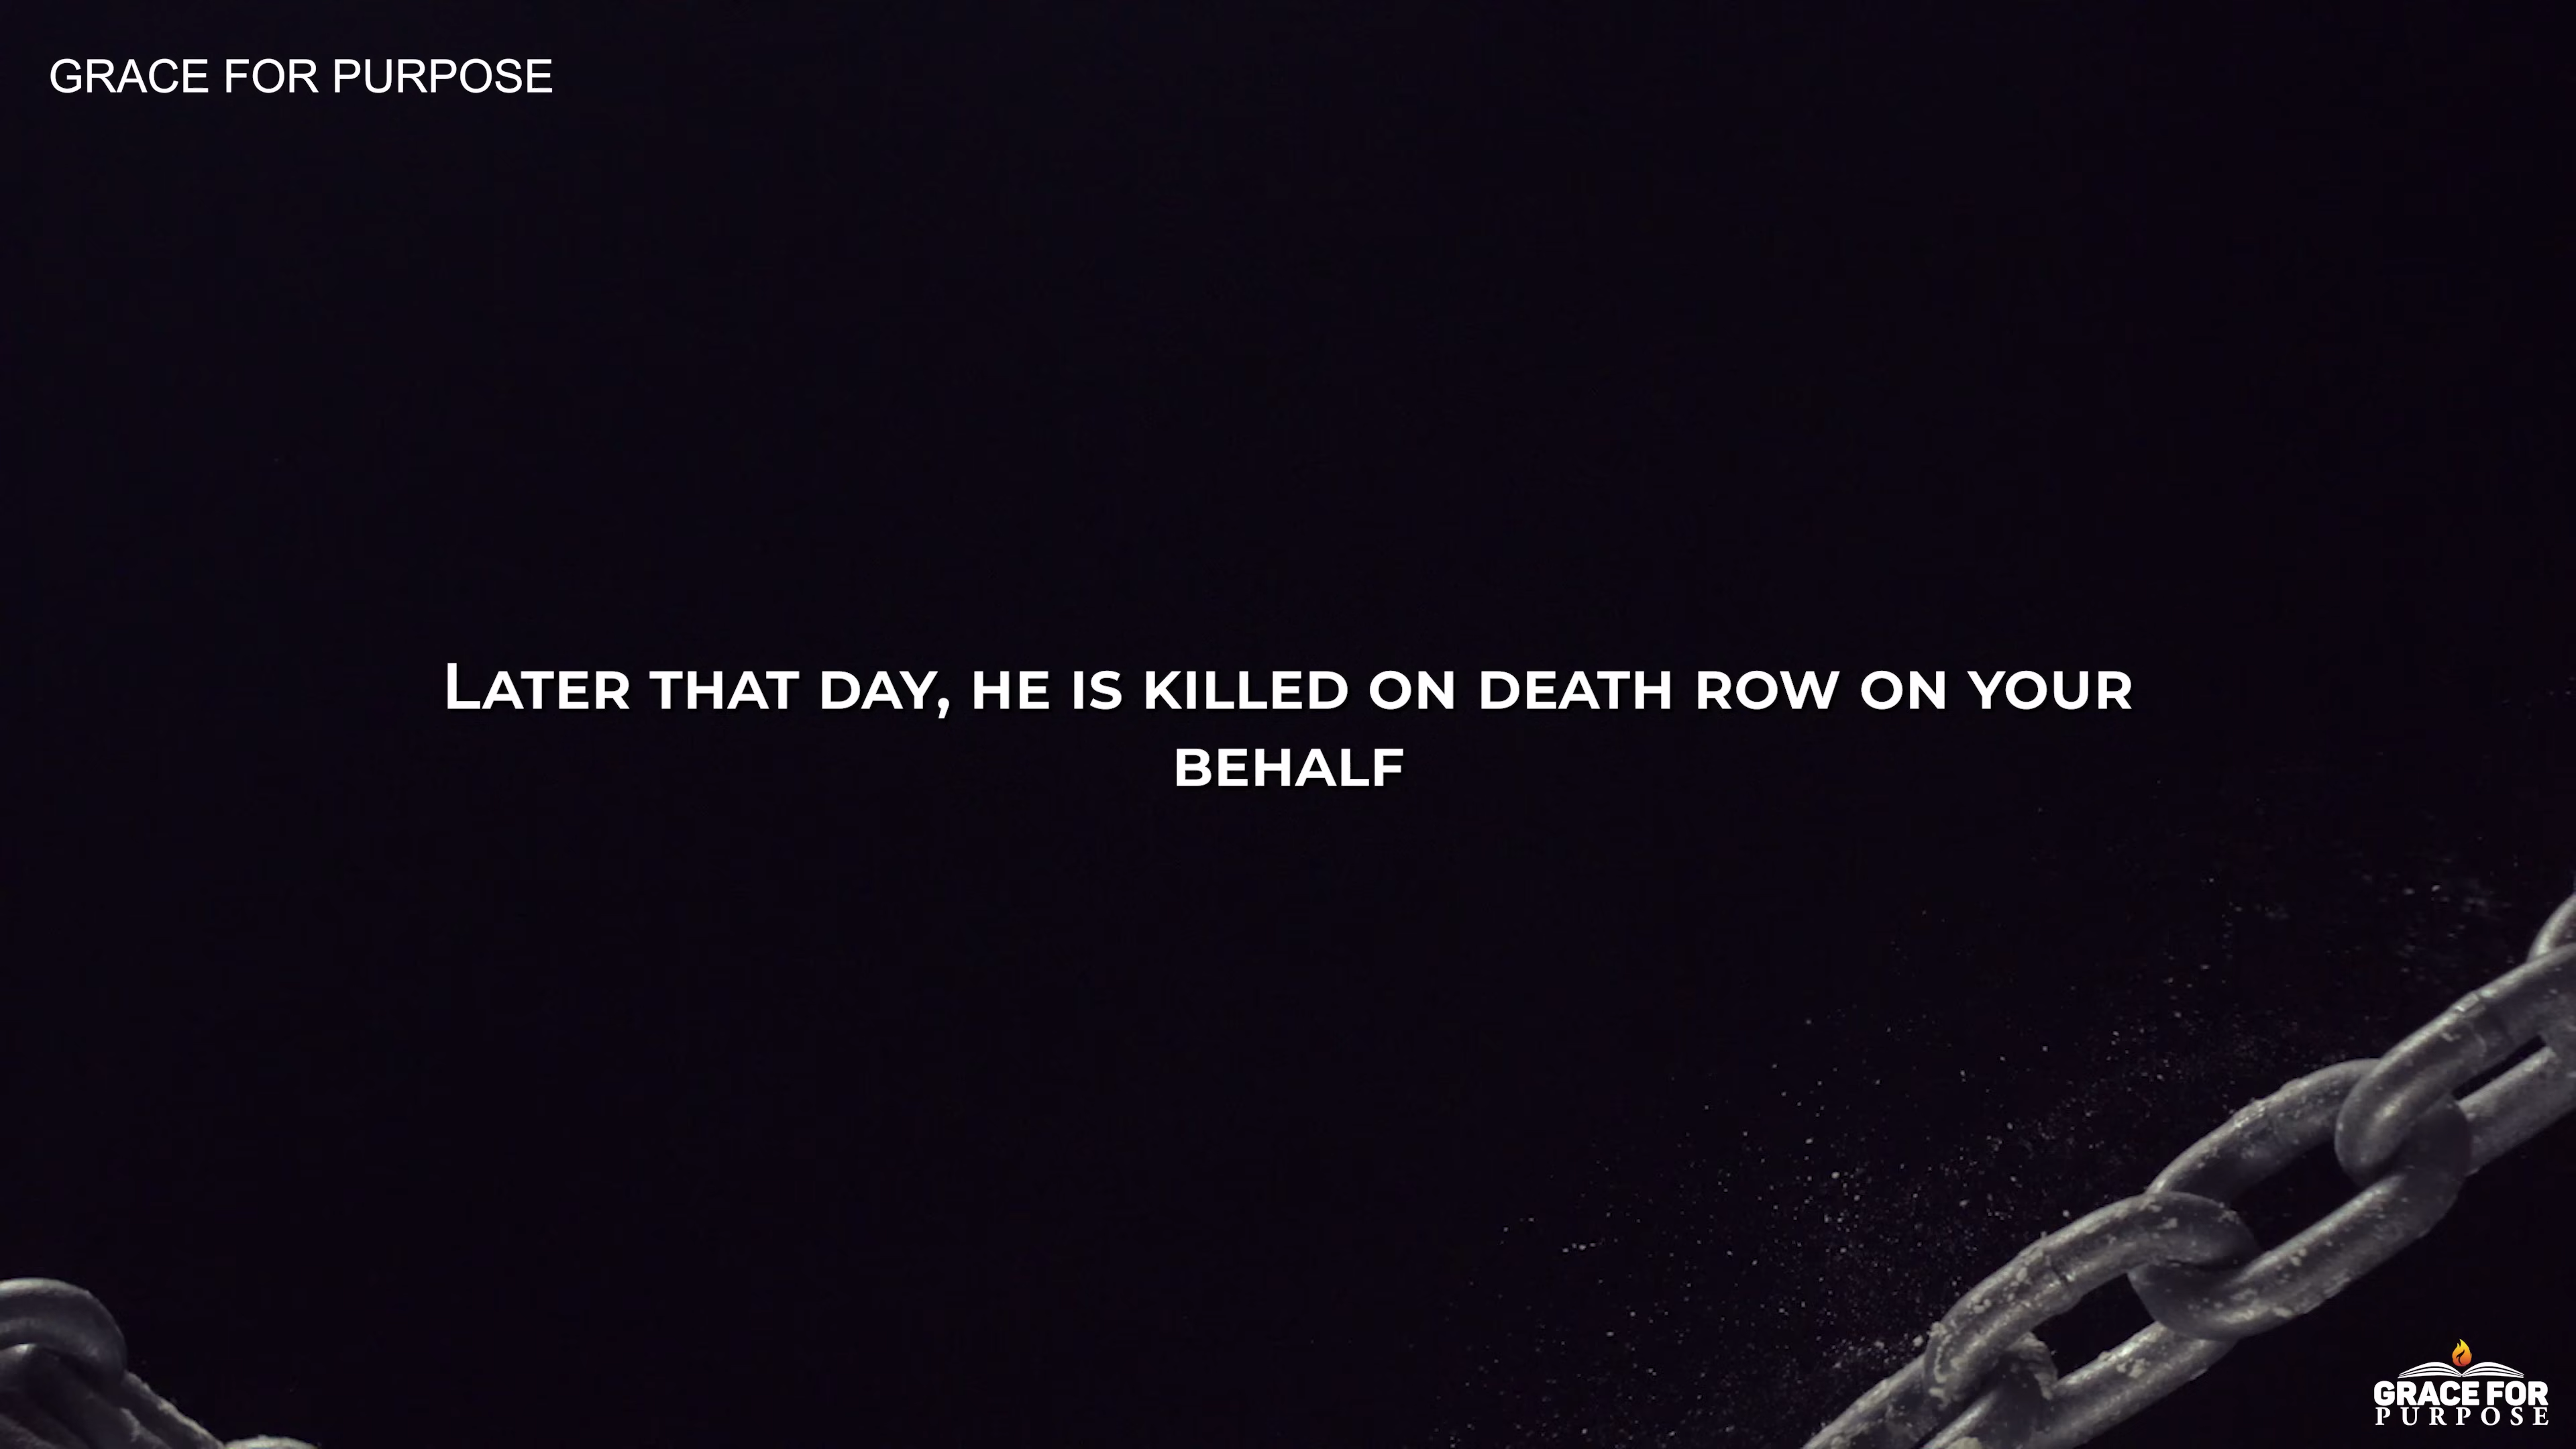 GRACE FOR PURPOSE
LATER THAT DAY, HE IS KILLED ON DEATH ROW ON YOUR
BEHALF
GRACE FOR
PURPOSE